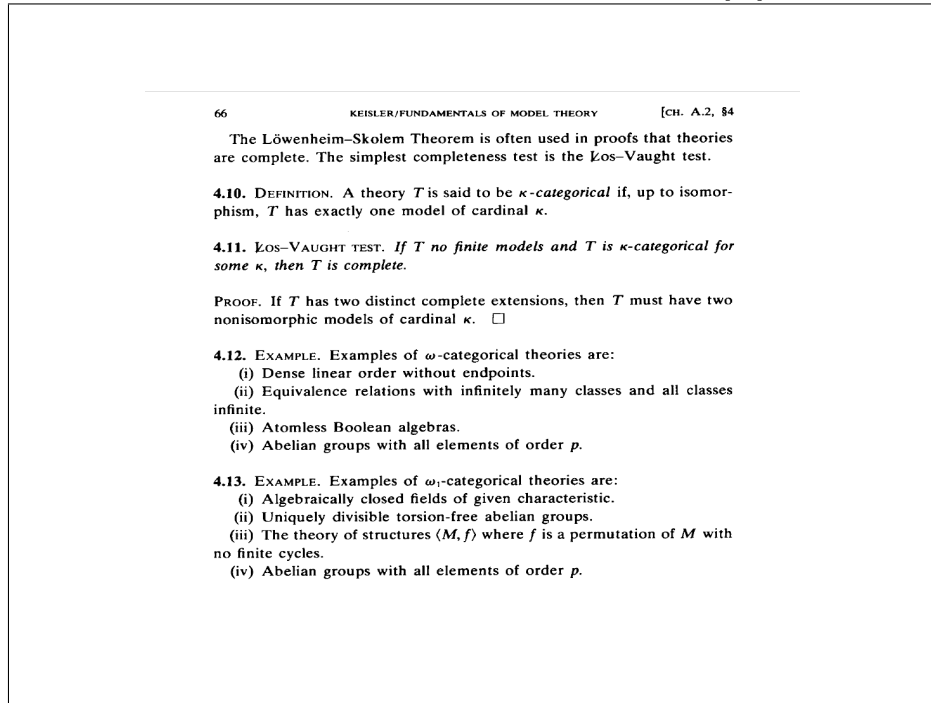 66 KEISLER/FUNDAMENTALS OF MODEL THEORY [CH. A.2, §4
The Löwenheim–Skolem Theorem is often used in proofs that theories
are complete. The simplest completeness test is the Łos–Vaught test.
4.10. DEFINITION. A theory T is said to be κ-categorical if, up to isomor-
phism, T has exactly one model of cardinal κ.
4.11. ŁOS–VAUGHT TEST. If T no finite models and T is κ-categorical for
some κ, then T is complete.
PROOF. If T has two distinct complete extensions, then T must have two
nonisomorphic models of cardinal κ. □
4.12. EXAMPLE. Examples of ω-categorical theories are:
(i) Dense linear order without endpoints.
(ii) Equivalence relations with infinitely many classes and all classes
infinite.
(iii) Atomless Boolean algebras.
(iv) Abelian groups with all elements of order p.
4.13. EXAMPLE. Examples of ω₁-categorical theories are:
(i) Algebraically closed fields of given characteristic.
(ii) Uniquely divisible torsion-free abelian groups.
(iii) The theory of structures ⟨M, f⟩ where f is a permutation of M with
no finite cycles.
(iv) Abelian groups with all elements of order p.